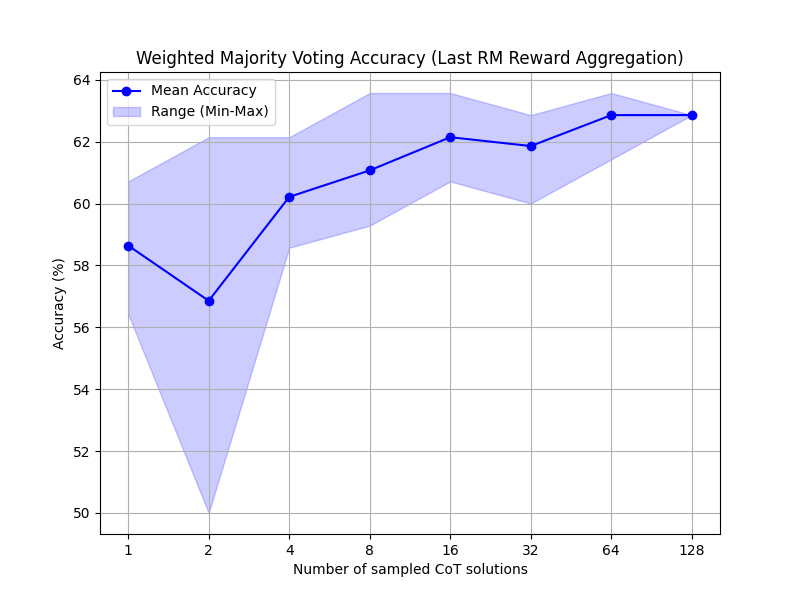 Weighted Majority Voting Accuracy (Last RM Reward Aggregation)
Mean Accuracy
Range (Min-Max)
Accuracy (%)
64
62
60
58
56
54
52
50
1 2 4 8 16 32 64 128
Number of sampled CoT solutions